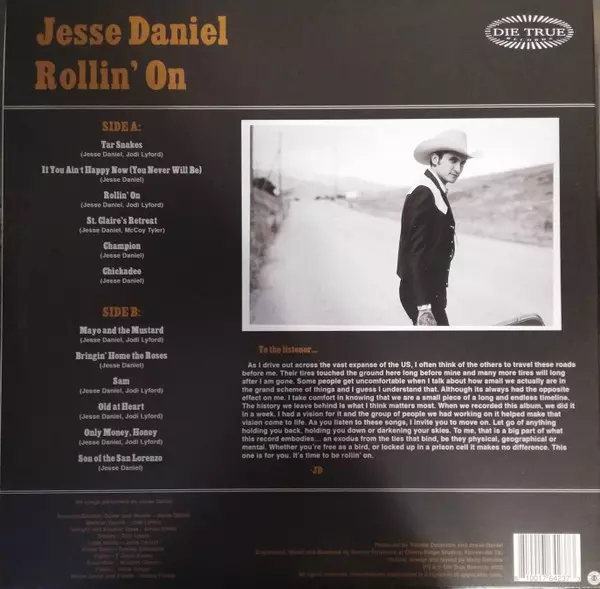 Jesse Daniel
Rollin' On
DIE TRUE
RECORDS
SIDE A:
Tar Snakes
(Jesse Daniel, Jodi Lyford)
If You Ain't Happy Now (You Never Will Be)
(Jesse Daniel)
Rollin' On
(Jesse Daniel, Jodi Lyford)
St. Claire's Retreat
(Jesse Daniel, McCoy Tyler)
Champion
(Jesse Daniel)
Chickadee
(Jesse Daniel)
SIDE B:
Mayo and the Mustard
(Jesse Daniel, Jodi Lyford)
Bringin' Home the Roses
(Jesse Daniel)
Sam
(Jesse Daniel, Jodi Lyford)
Old at Heart
(Jesse Daniel, Jodi Lyford)
Only Money, Honey
(Jesse Daniel, Jodi Lyford)
Son of the San Lorenzo
(Jesse Daniel)
To the listener...
As I drive out across the vast expanse of the US, I often think of the others to travel these roads
before me. Their tires touched the ground here long before mine and many more tires will long
after I am gone. Some people get uncomfortable when I talk about how small we actually are in
the grand scheme of things and I guess I understand that. Although its always had the opposite
effect on me. I take comfort in knowing that we are a small piece of a long and endless timeline.
The history we leave behind is what I think matters most. When we recorded this album, we did it
in a week. I had a vision for it and the group of people we had working on it helped make that
vision come to life. As you listen to these songs, I invite you to move on. Let go of anything
holding you back, holding you down or darkening your skies. To me, that is a big part of what
this record embodies... an exodus from the ties that bind, be they physical, geographical or
mental. Whether you're free as a bird, or locked up in a prison cell it makes no difference. This
one is for you. It's time to be rollin' on.
-JD